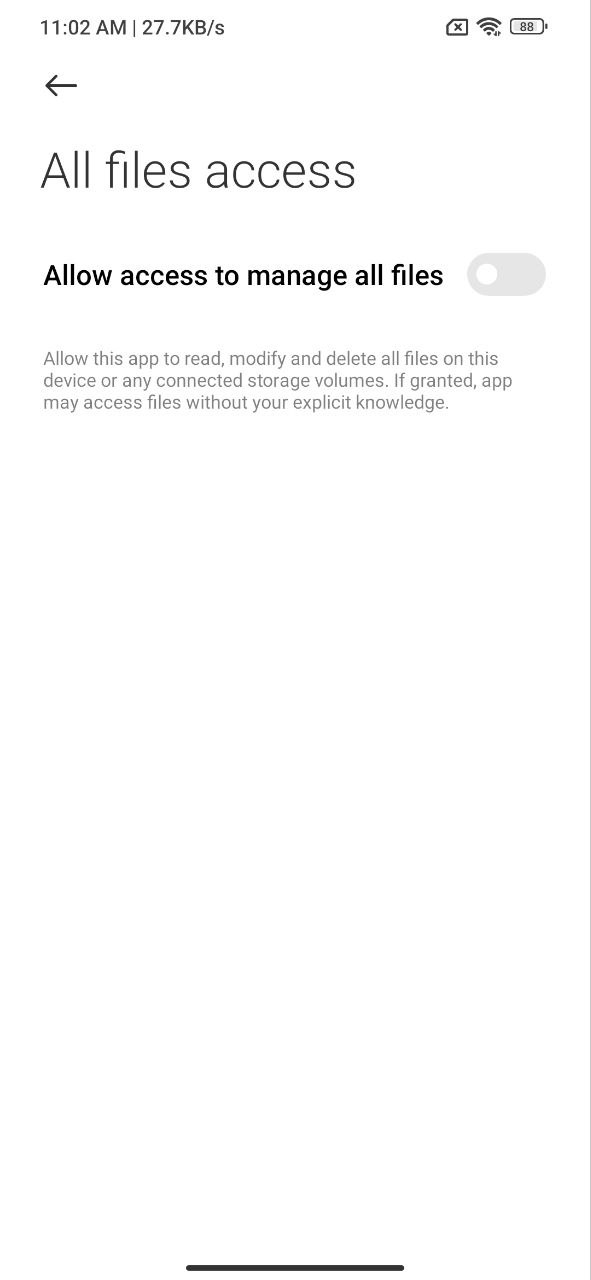 11:02 AM | 27.7KB/s 88
All files access
Allow access to manage all files
Allow this app to read, modify and delete all files on this
device or any connected storage volumes. If granted, app
may access files without your explicit knowledge.